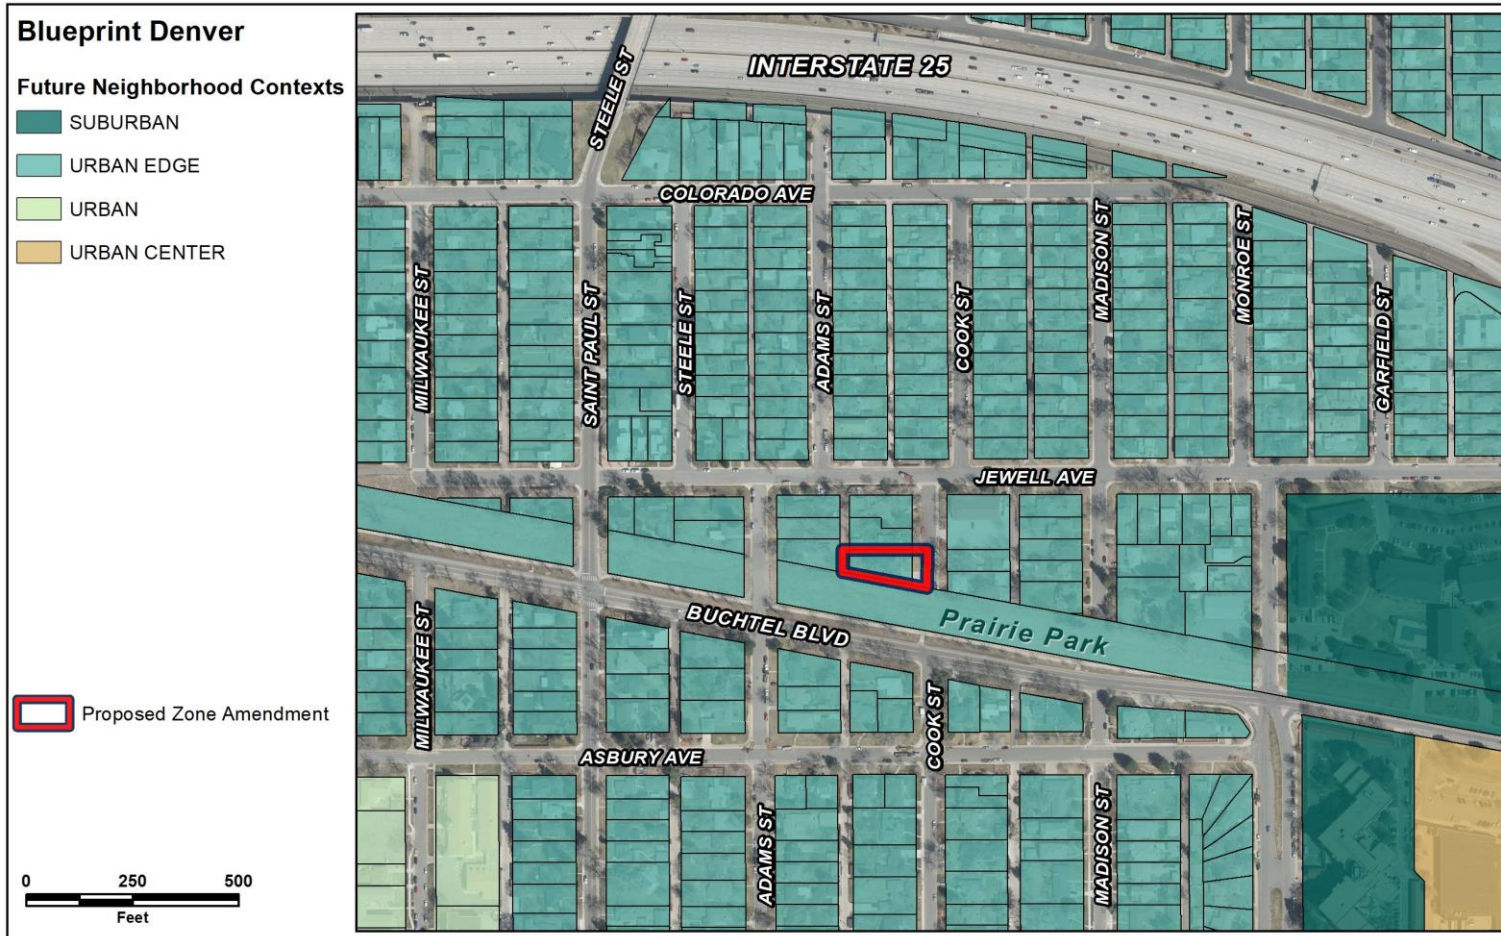 Blueprint Denver
Future Neighborhood Contexts
SUBURBAN
URBAN EDGE
URBAN
URBAN CENTER
Proposed Zone Amendment
0 250 500
Feet
INTERSTATE 25
STEELE ST
COLORADO AVE
MILWAUKEE ST
SAINT PAUL ST
STEELE ST
ADAMS ST
COOK ST
MADISON ST
MONROE ST
GARFIELD ST
JEWELL AVE
BUCHTEL BLVD
Prairie Park
MILWAUKEE ST
COOK ST
ASBURY AVE
ADAMS ST
MADISON ST